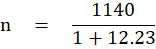 n = 1140
1 + 12.23